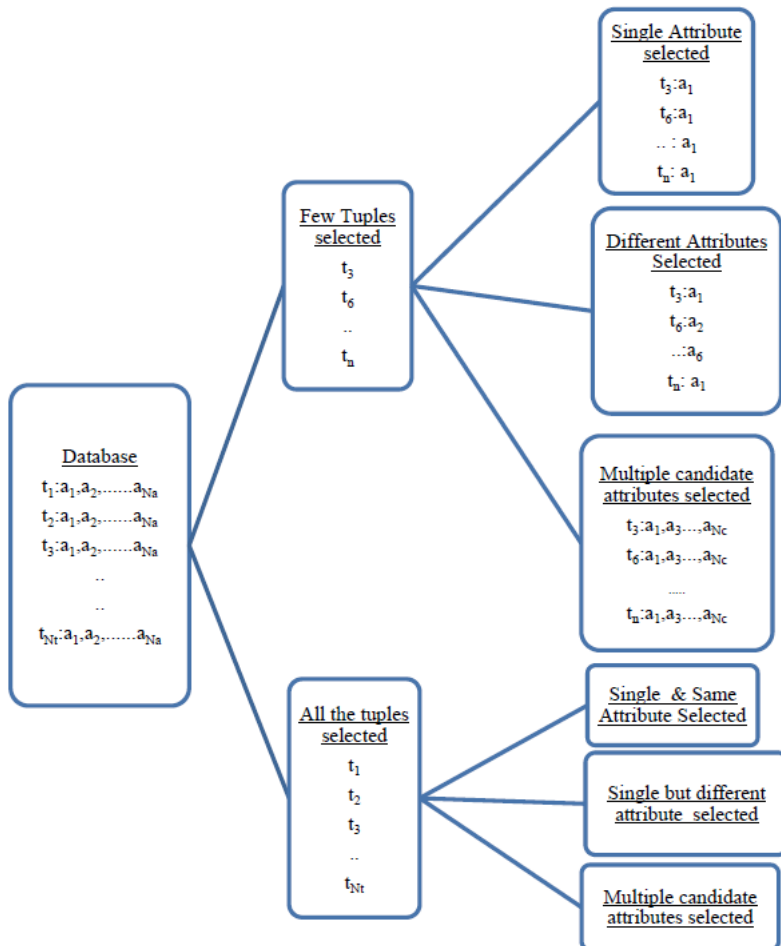 Database
t1:a1,a2,......aNa
t2:a1,a2,......aNa
t3:a1,a2,......aNa
..
..
tNt:a1,a2,......aNa
Few Tuples
selected
t3
t6
..
tn
All the tuples
selected
t1
t2
t3
..
tNt
Single Attribute
selected
t3:a1
t6:a1
.. : a1
tn: a1
Different Attributes
Selected
t3:a1
t6:a2
..:a6
tn: a1
Multiple candidate
attributes selected
t3:a1,a3...,aNc
t6:a1,a3...,aNc
.....
tn:a1,a3...,aNc
Single & Same
Attribute Selected
Single but different
attribute selected
Multiple candidate
attributes selected